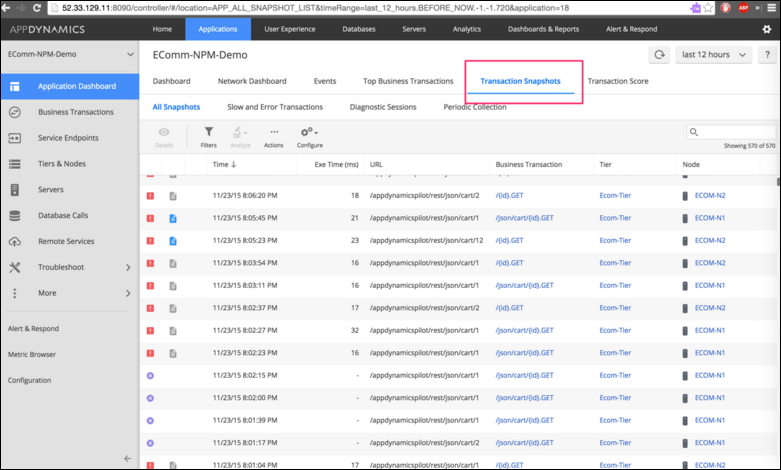 52.33.129.11:8090/controller/#/location=APP_ALL_SNAPSHOT_LIST&timeRange=last_12_hours.BEFORE_NOW.-1.-1.720&application=18
ABP
APPDYNAMICS Home Applications User Experience Databases Servers Analytics Dashboards & Reports Alert & Respond
EComm-NPM-Demo
EComm-NPM-Demo last 12 hours ?
Dashboard Network Dashboard Events Top Business Transactions Transaction Snapshots Transaction Score
Application Dashboard
Business Transactions
Service Endpoints
Tiers & Nodes
Servers
Database Calls
Remote Services
Troubleshoot
More
Alert & Respond
Metric Browser
Configuration
All Snapshots Slow and Error Transactions Diagnostic Sessions Periodic Collection
Details Filters Analyze Actions Configure
Showing 570 of 570
Time Exe Time (ms) URL Business Transaction Tier Node
11/23/15 8:06:20 PM 18 /appdynamicspilot/rest/json/cart/2 /{id}.GET Ecom-Tier ECOM-N2
11/23/15 8:05:45 PM 21 /appdynamicspilot/rest/json/cart/1 /json/cart/{id}.GET Ecom-Tier ECOM-N1
11/23/15 8:05:23 PM 23 /appdynamicspilot/rest/json/cart/12 /{id}.GET Ecom-Tier ECOM-N2
11/23/15 8:03:54 PM 16 /appdynamicspilot/rest/json/cart/1 /{id}.GET Ecom-Tier ECOM-N2
11/23/15 8:03:11 PM 16 /appdynamicspilot/rest/json/cart/1 /json/cart/{id}.GET Ecom-Tier ECOM-N1
11/23/15 8:02:37 PM 17 /appdynamicspilot/rest/json/cart/2 /{id}.GET Ecom-Tier ECOM-N2
11/23/15 8:02:27 PM 32 /appdynamicspilot/rest/json/cart/1 /json/cart/{id}.GET Ecom-Tier ECOM-N1
11/23/15 8:02:23 PM 16 /appdynamicspilot/rest/json/cart/1 /json/cart/{id}.GET Ecom-Tier ECOM-N1
11/23/15 8:02:15 PM - /appdynamicspilot/rest/json/cart/1 /json/cart/{id}.GET Ecom-Tier ECOM-N1
11/23/15 8:02:00 PM - /appdynamicspilot/rest/json/cart/1 /json/cart/{id}.GET Ecom-Tier ECOM-N1
11/23/15 8:01:39 PM - /appdynamicspilot/rest/json/cart/1 /json/cart/{id}.GET Ecom-Tier ECOM-N1
11/23/15 8:01:17 PM - /appdynamicspilot/rest/json/cart/2 /json/cart/{id}.GET Ecom-Tier ECOM-N1
11/23/15 8:01:04 PM 17 /appdynamicspilot/rest/json/cart/1 /{id}.GET Ecom-Tier ECOM-N2